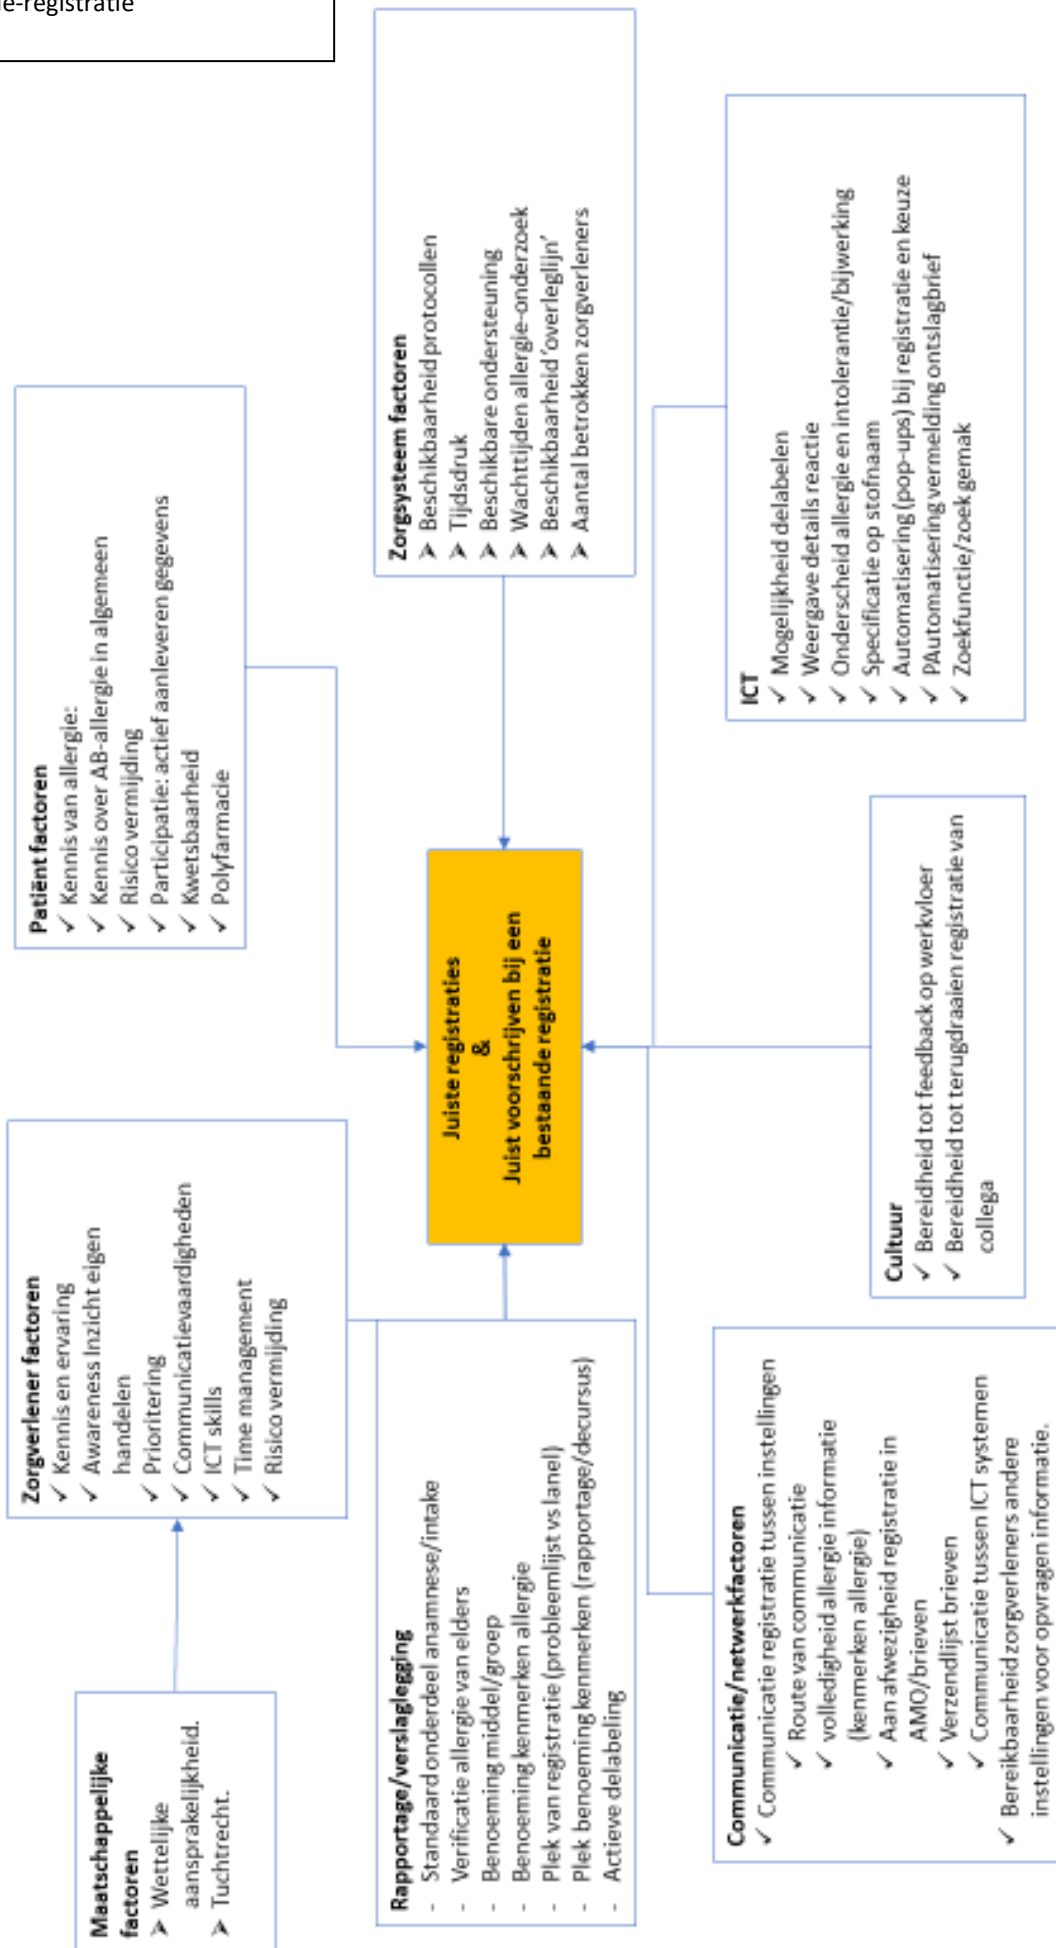 e-registratie
Maatschappelijke
factoren
➤ Wettelijke
aansprakelijkheid.
➤ Tuchtrecht.
Zorgverlener factoren
✓ Kennis en ervaring
✓ Awareness Inzicht eigen
handelen
✓ Prioritering
✓ Communicatievaardigheden
✓ ICT skills
✓ Time management
✓ Risico vermijding
Patiënt factoren
✓ Kennis van allergie:
✓ Kennis over AB-allergie in algemeen
✓ Risico vermijding
✓ Participatie: actief aanleveren gegevens
✓ Kwetsbaarheid
✓ Polyfarmacie
Rapportage/verslaglegging
- Standaard onderdeel anamnese/intake
- Verificatie allergie van elders
- Benoeming middel/groep
- Benoeming kenmerken allergie
- Plek van registratie (probleemlijst vs lanel)
- Plek benoeming kenmerken (rapportage/decursus)
- Actieve delabeling
Juiste registraties
&
Juist voorschrijven bij een
bestaande registratie
Zorgsysteem factoren
➤ Beschikbaarheid protocollen
➤ Tijdsdruk
➤ Beschikbare ondersteuning
➤ Wachttijden allergie-onderzoek
➤ Beschikbaarheid 'overleglijn'
➤ Aantal betrokken zorgverleners
Communicatie/netwerkfactoren
✓ Communicatie registratie tussen instellingen
✓ Route van communicatie
✓ volledigheid allergie informatie
(kenmerken allergie)
✓ Aan afwezigheid registratie in
AMO/brieven
✓ Verzendlijst brieven
✓ Communicatie tussen ICT systemen
✓ Bereikbaarheid zorgverleners andere
instellingen voor opvragen informatie.
Cultuur
✓ Bereidheid tot feedback op werkvloer
✓ Bereidheid tot terugdraaien registratie van
collega
ICT
✓ Mogelijkheid delabelen
✓ Weergave details reactie
✓ Onderscheid allergie en intolerantie/bijwerking
✓ Specificatie op stofnaam
✓ Automatisering (pop-ups) bij registratie en keuze
✓ PAutomatisering vermelding ontslagbrief
✓ Zoekfunctie/zoek gemak